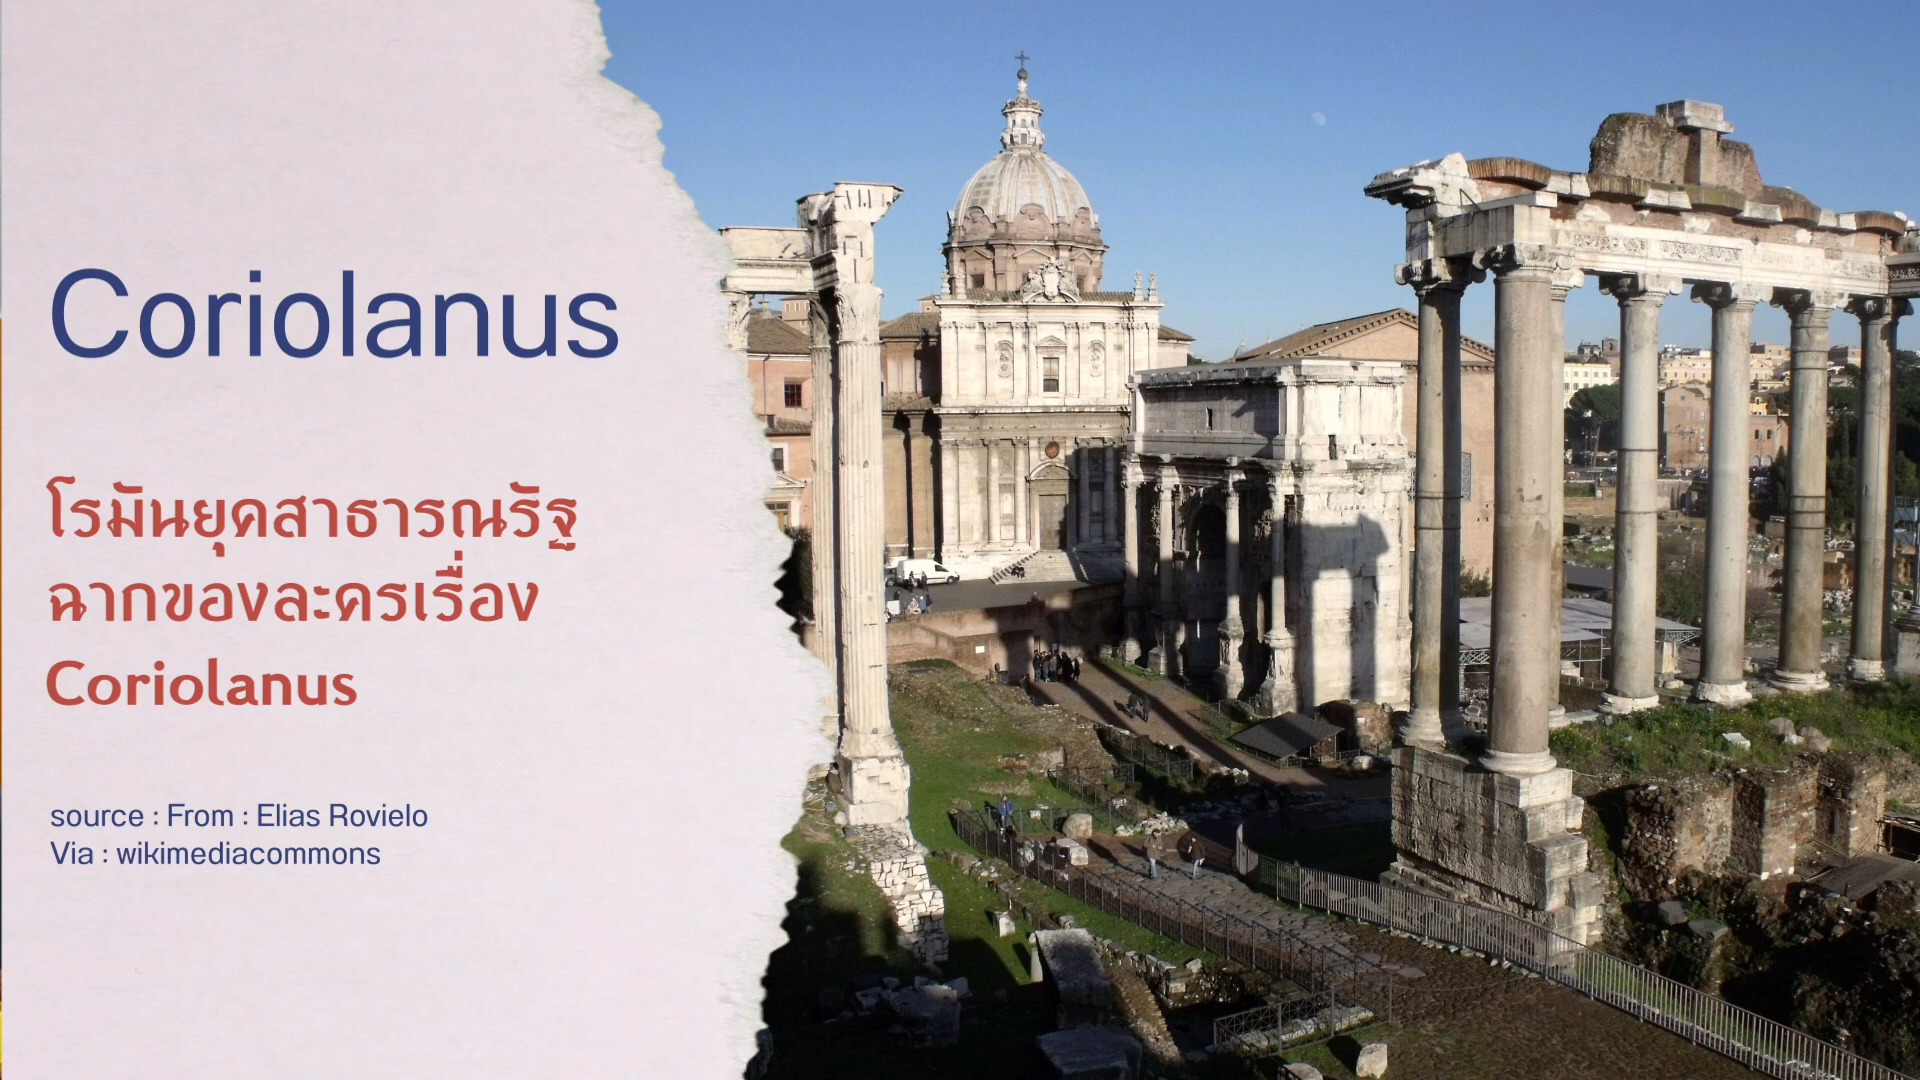 Coriolanus
โรมันยุคสาธารณรัฐ
ฉากของละครเรื่อง
Coriolanus
source : From : Elias Rovielo
Via : wikimediacommons